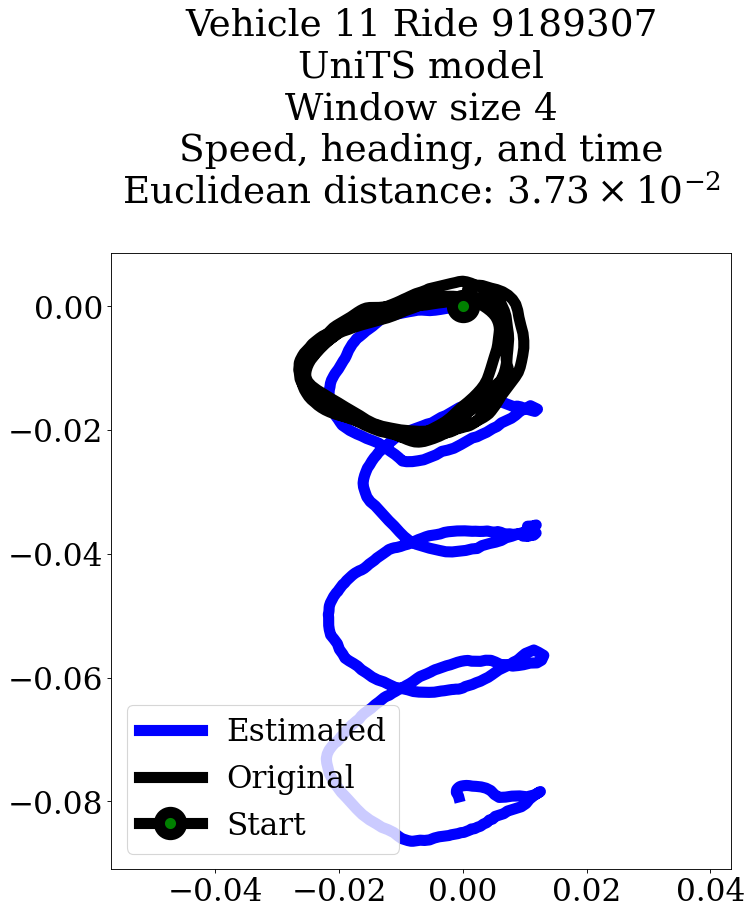 Vehicle 11 Ride 9189307
UniTS model
Window size 4
Speed, heading, and time
Euclidean distance: 3.73 × 10⁻²
0.00
−0.02
−0.04
−0.06
−0.08
Estimated
Original
Start
−0.04 −0.02 0.00 0.02 0.04